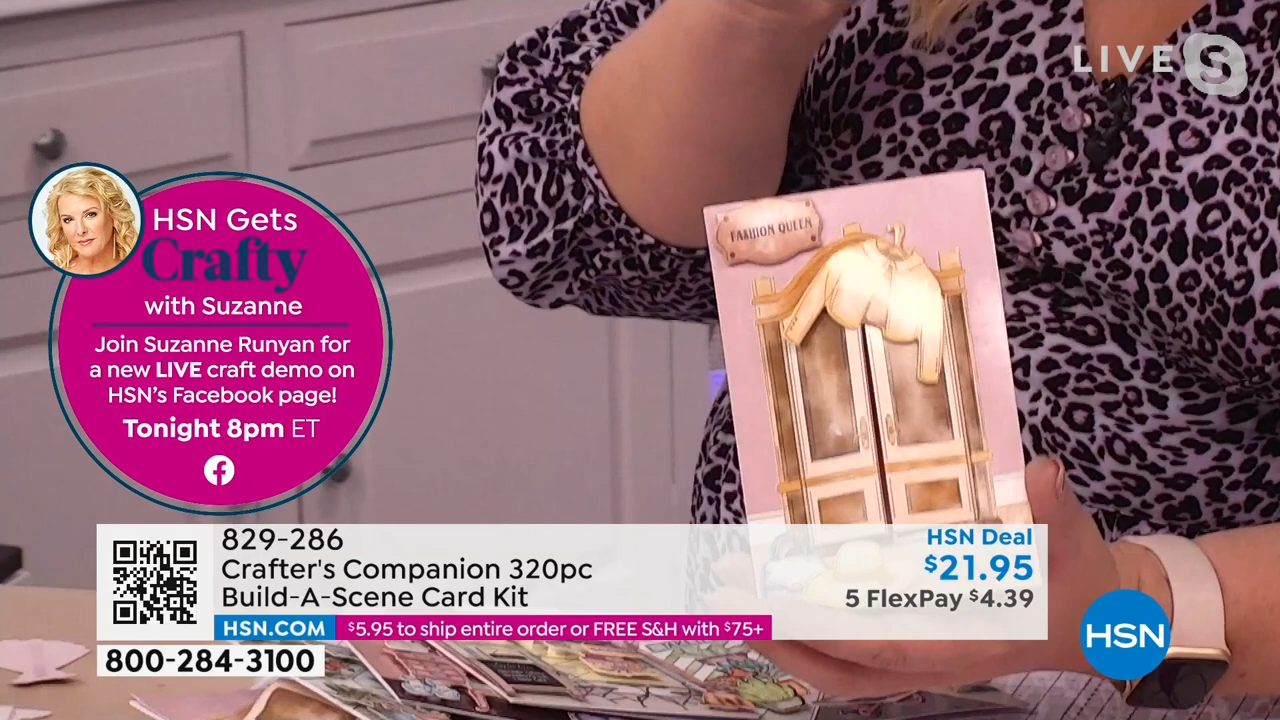 LIVE S
HSN Gets
Crafty
with Suzanne
Join Suzanne Runyan for
a new LIVE craft demo on
HSN's Facebook page!
Tonight 8pm ET
FASHION QUEEN
829-286
Crafter's Companion 320pc
Build-A-Scene Card Kit
HSN Deal
$21.95
5 FlexPay $4.39
HSN.COM $5.95 to ship entire order or FREE S&H with $75+
800-284-3100
HSN